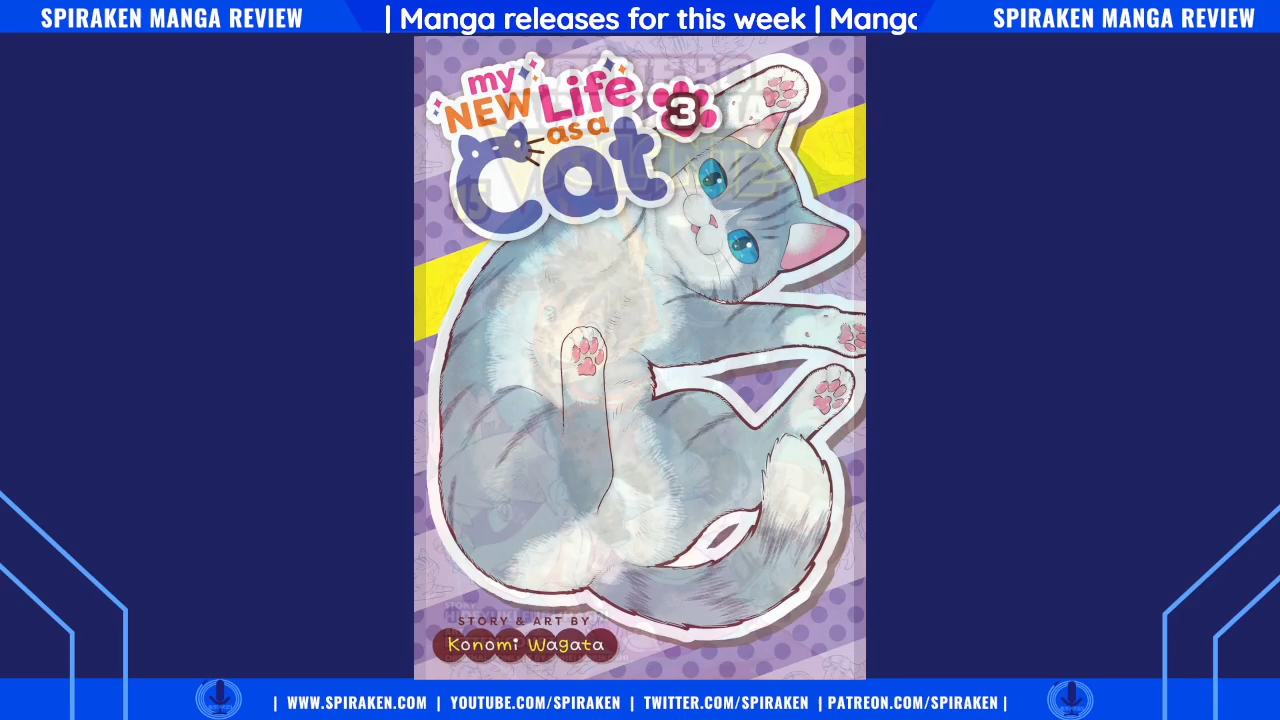 SPIRAKEN MANGA REVIEW
| Manga releases for this week | Manga
SPIRAKEN MANGA REVIEW
my
NEW Life
3
as a
Cat
STORY & ART BY
Konomi Wagata
| WWW.SPIRAKEN.COM | YOUTUBE.COM/SPIRAKEN | TWITTER.COM/SPIRAKEN | PATREON.COM/SPIRAKEN |